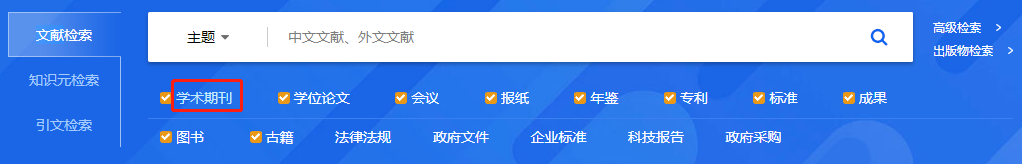 文献检索
知识元检索
引文检索
主题
中文文献、外文文献
高级检索 >
出版物检索 >
学术期刊 学位论文 会议 报纸 年鉴 专利 标准 成果
图书 古籍 法律法规 政府文件 企业标准 科技报告 政府采购